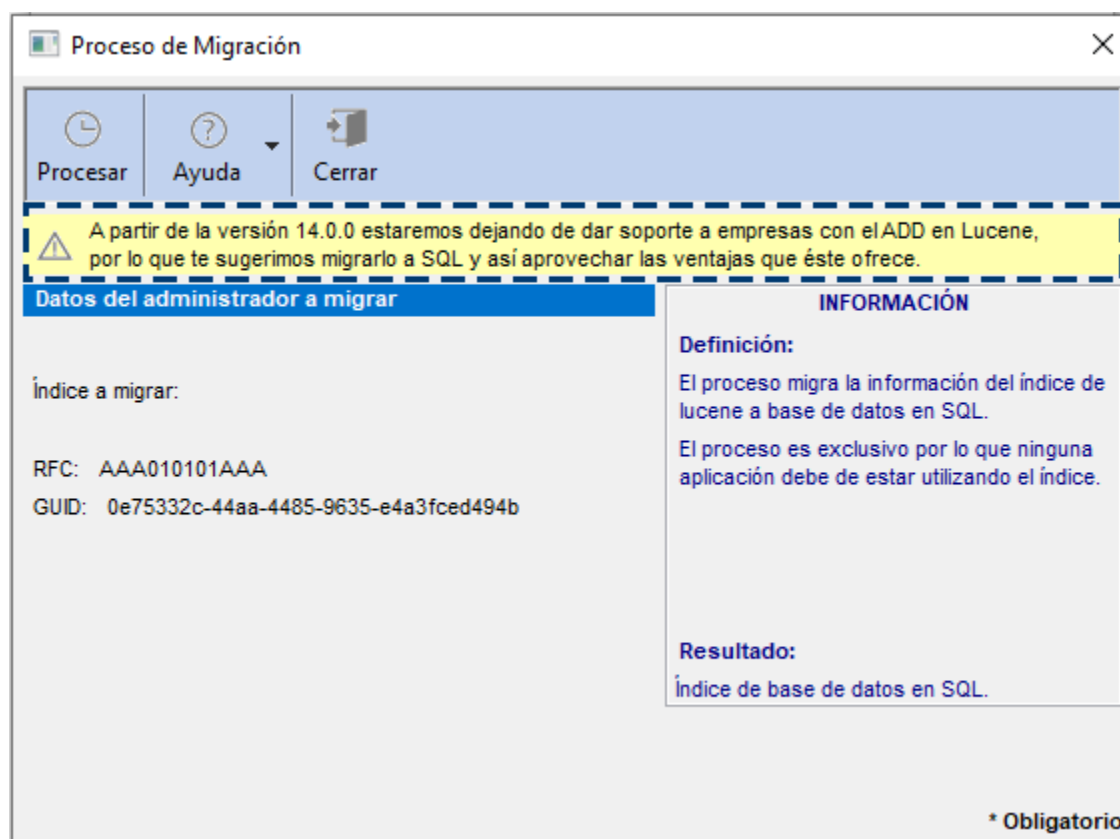 Proceso de Migración
Procesar
Ayuda
Cerrar
A partir de la versión 14.0.0 estaremos dejando de dar soporte a empresas con el ADD en Lucene,
por lo que te sugerimos migrarlo a SQL y así aprovechar las ventajas que éste ofrece.
Datos del administrador a migrar
Índice a migrar:
RFC: AAA010101AAA
GUID: 0e75332c-44aa-4485-9635-e4a3fced494b
INFORMACIÓN
Definición:
El proceso migra la información del índice de
lucene a base de datos en SQL.
El proceso es exclusivo por lo que ninguna
aplicación debe de estar utilizando el índice.
Resultado:
Índice de base de datos en SQL.
* Obligatorio